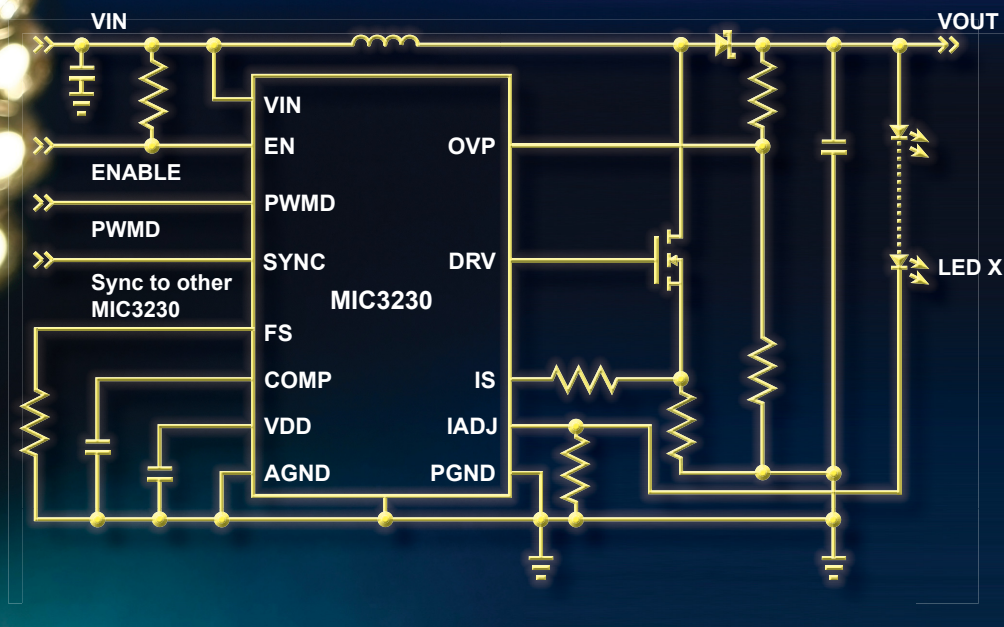 VIN
VOUT
VIN
EN
OVP
ENABLE
PWMD
PWMD
SYNC
DRV
LED X
Sync to other
MIC3230
MIC3230
FS
COMP
IS
VDD
IADJ
AGND
PGND